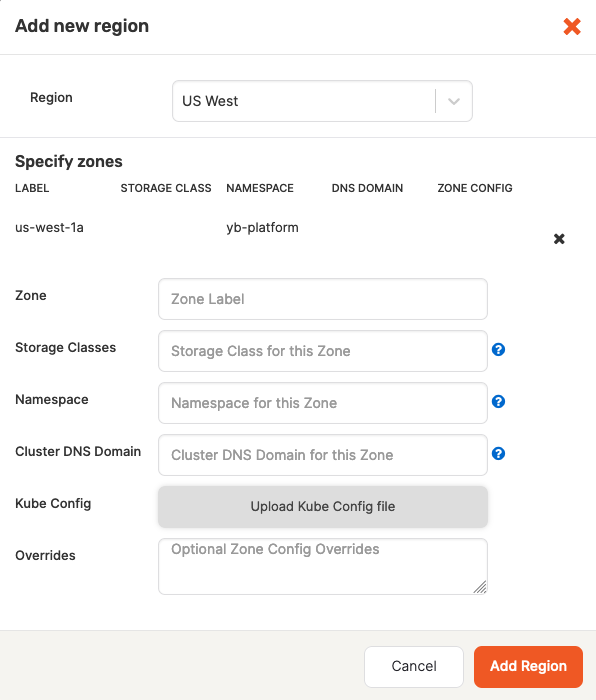 Add new region
Region
US West
Specify zones
LABEL STORAGE CLASS NAMESPACE DNS DOMAIN ZONE CONFIG
us-west-1a yb-platform
Zone
Zone Label
Storage Classes
Storage Class for this Zone
Namespace
Namespace for this Zone
Cluster DNS Domain
Cluster DNS Domain for this Zone
Kube Config
Upload Kube Config file
Overrides
Optional Zone Config Overrides
Cancel
Add Region